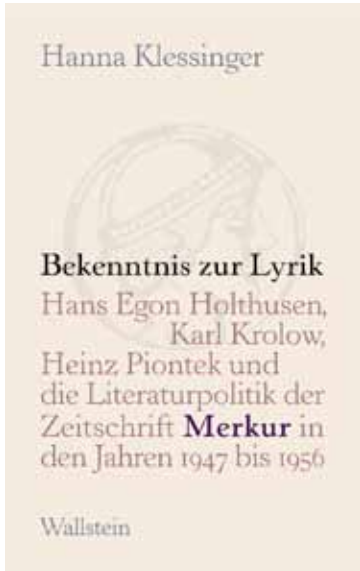 Hanna Klessinger
Bekenntnis zur Lyrik
Hans Egon Holthusen,
Karl Krolow,
Heinz Piontek und
die Literaturpolitik der
Zeitschrift Merkur in
den Jahren 1947 bis 1956
Wallstein